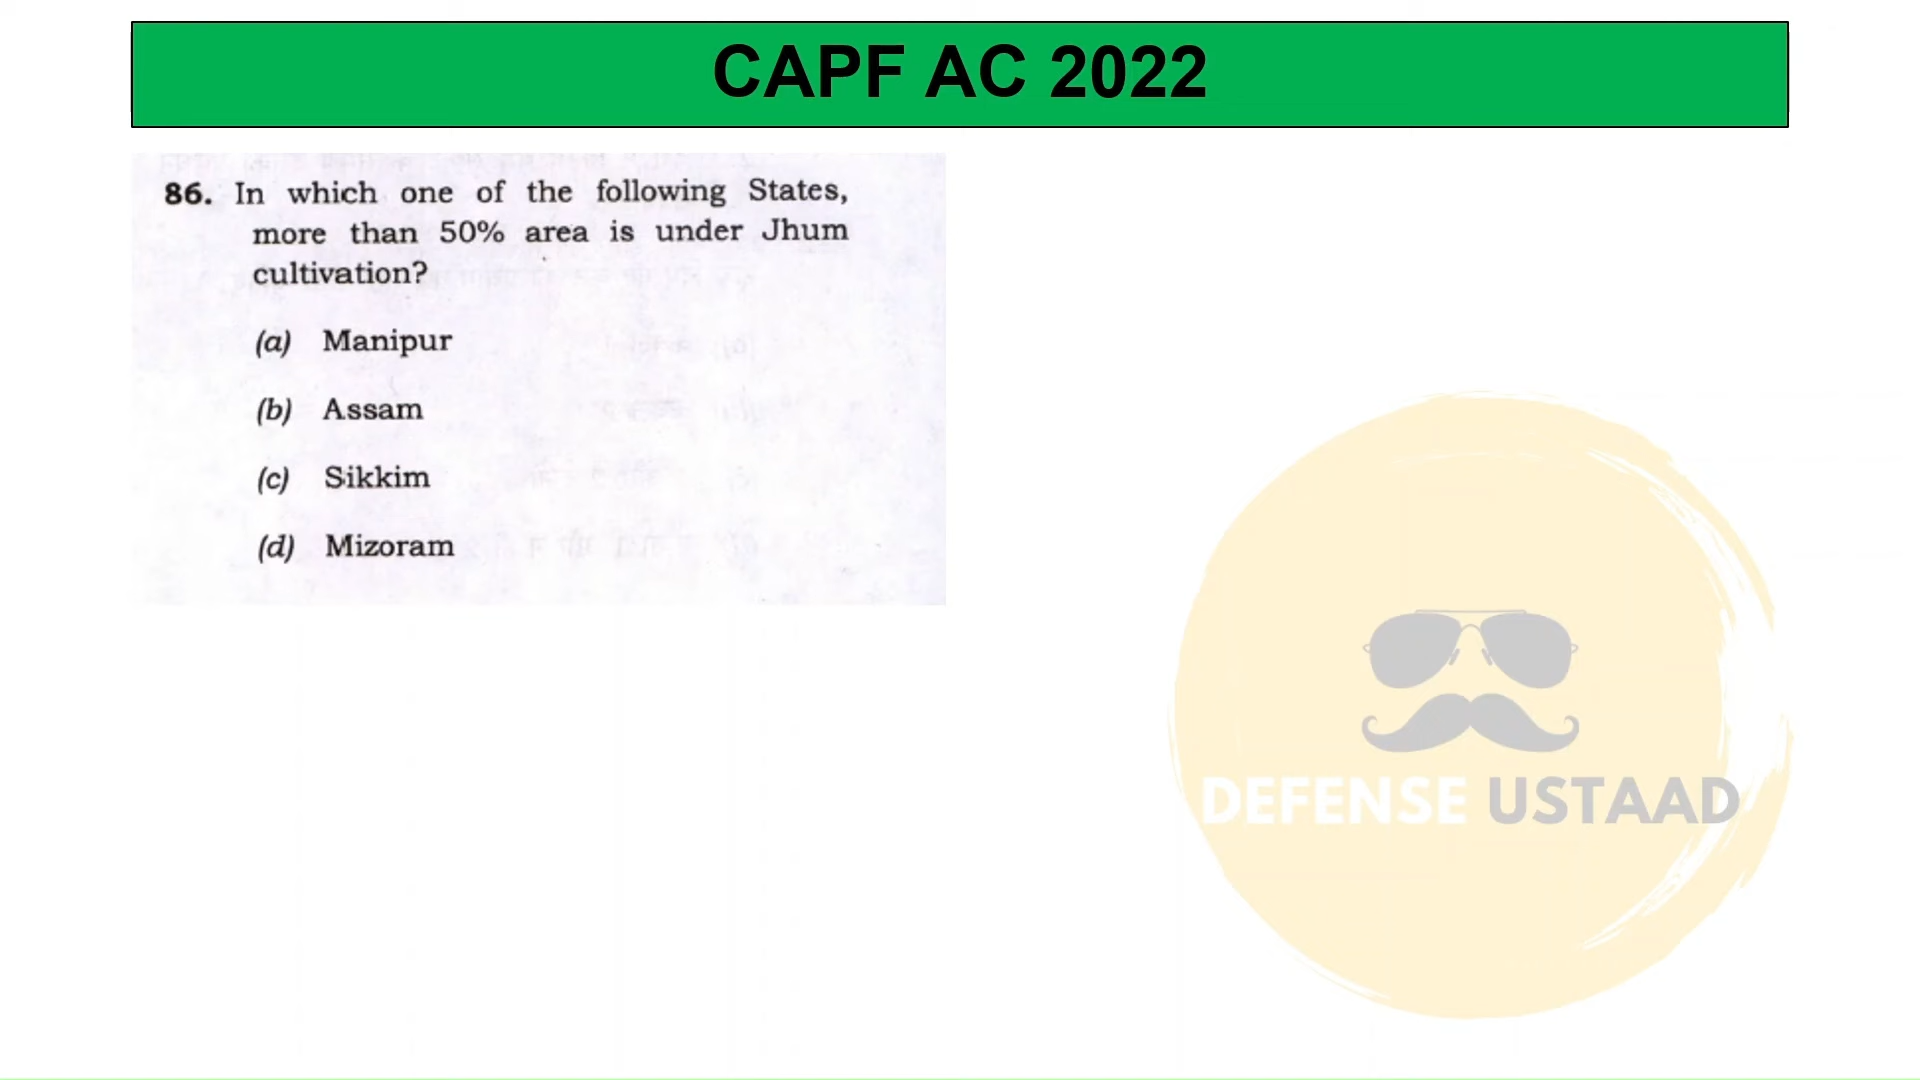 CAPF AC 2022
86. In which one of the following States,
more than 50% area is under Jhum
cultivation?
(a) Manipur
(b) Assam
(c) Sikkim
(d) Mizoram
DEFENSE USTAAD